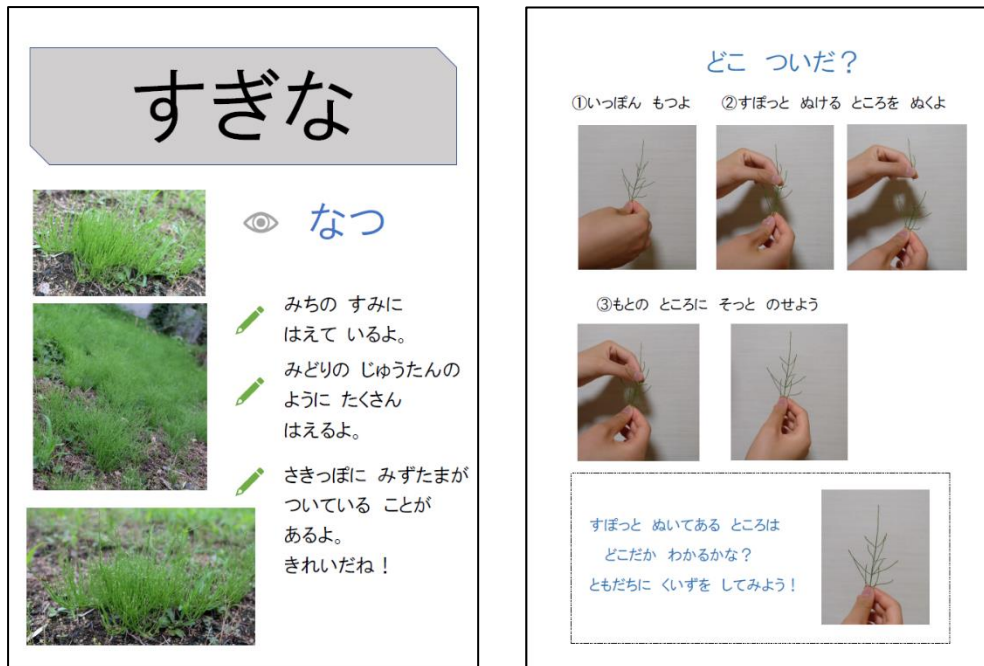 すぎな
なつ
みちの すみに
はえて いるよ。
みどりの じゅうたんの
ように たくさん
はえるよ。
さきっぽに みずたまが
ついている ことが
あるよ。
きれいだね！
どこ ついだ？
①いっぽん もつよ
②すぽっと ぬける ところを ぬくよ
③もとの ところに そっと のせよう
すぽっと ぬいてある ところは
どこだか わかるかな？
ともだちに くいずを してみよう！